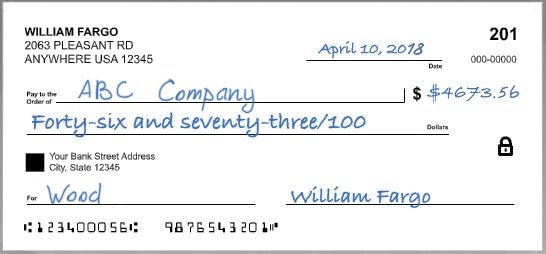 WILLIAM FARGO
2063 PLEASANT RD
ANYWHERE USA 12345
201
April 10, 2018
Date
000-00000
Pay to the
Order of
ABC Company
$ $4673.56
Forty-six and seventy-three/100
Dollars
Your Bank Street Address
City, State 12345
For Wood
William Fargo
⑆123400056⑆ 9876543201⑈